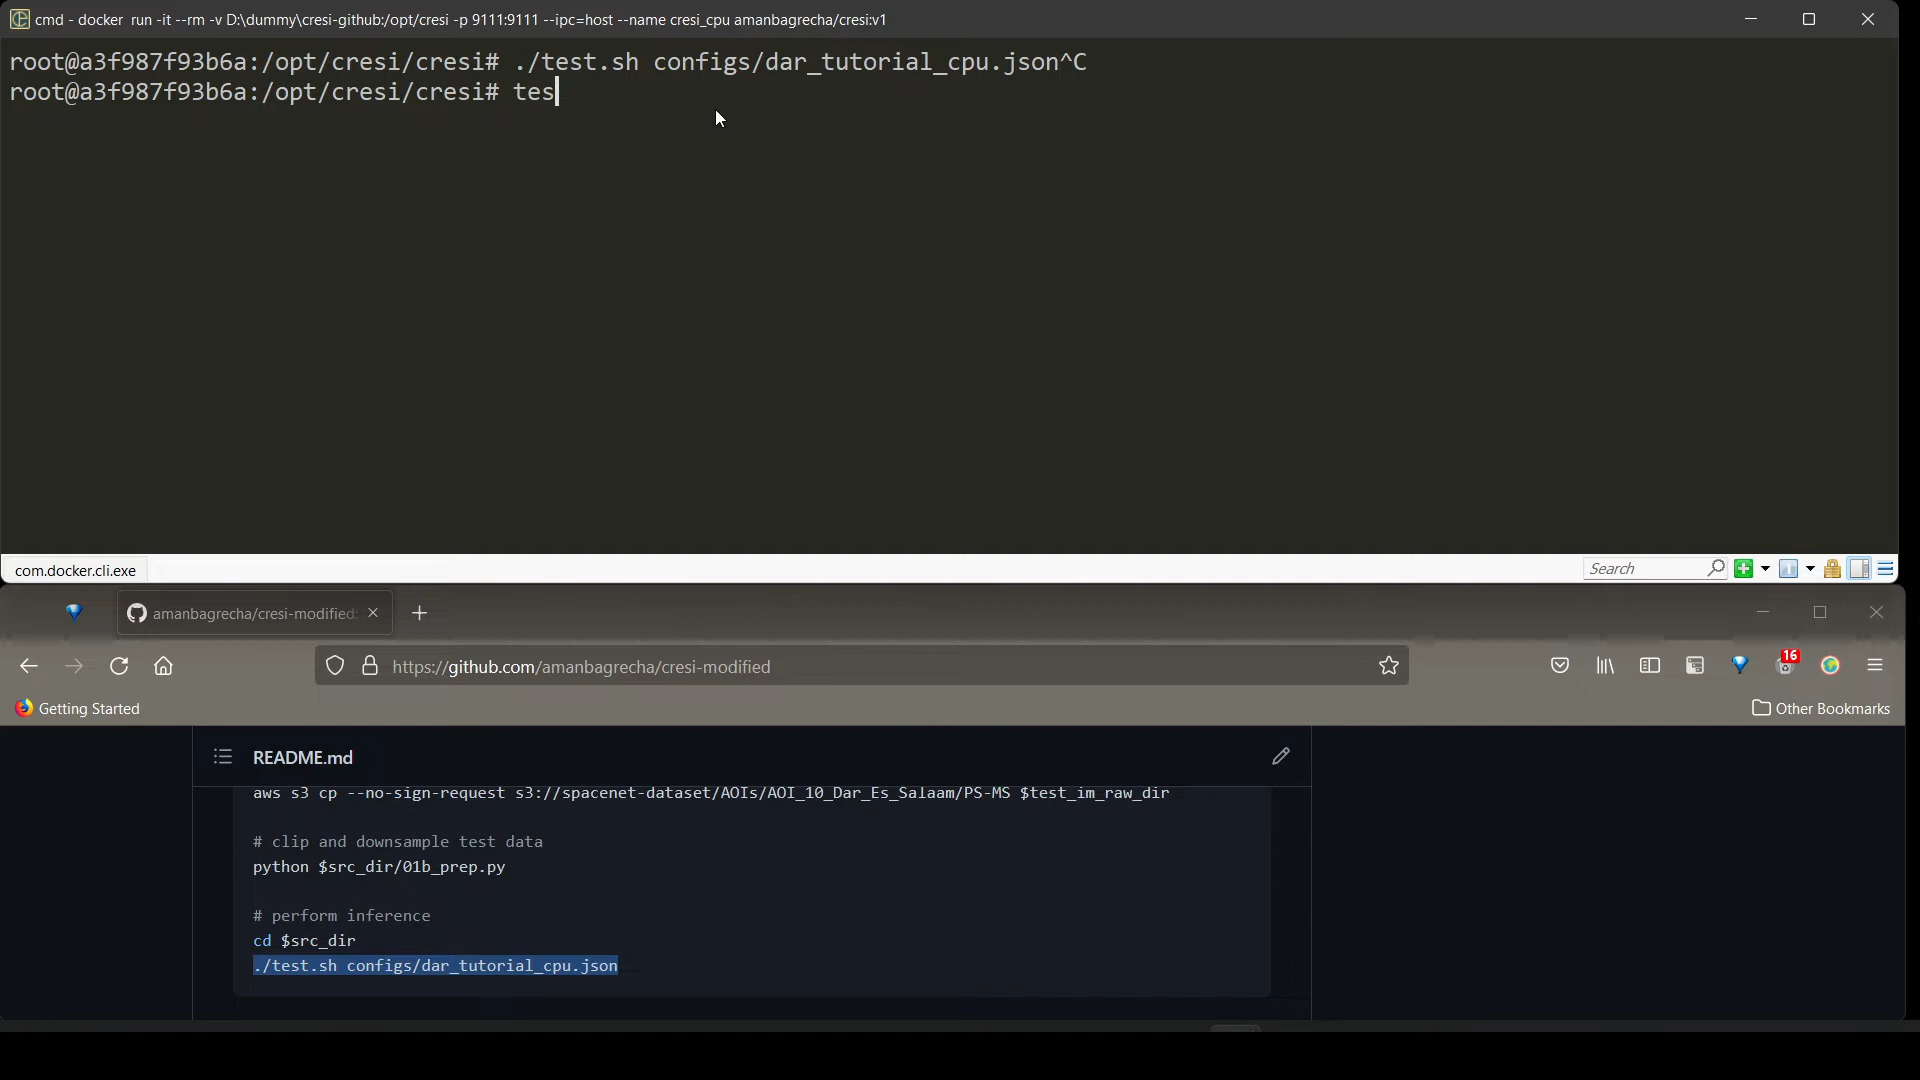 cmd - docker run -it --rm -v D:\dummy\cresi-github:/opt/cresi -p 9111:9111 --ipc=host --name cresi_cpu amanbagrecha/cresi:v1
root@a3f987f93b6a:/opt/cresi/cresi# ./test.sh configs/dar_tutorial_cpu.json^C
root@a3f987f93b6a:/opt/cresi/cresi# tes
com.docker.cli.exe
Search
amanbagrecha/cresi-modified:
https://github.com/amanbagrecha/cresi-modified
16
Getting Started
Other Bookmarks
README.md
aws s3 cp --no-sign-request s3://spacenet-dataset/AOIs/AOI_10_Dar_Es_Salaam/PS-MS $test_im_raw_dir
# clip and downsample test data
python $src_dir/01b_prep.py
# perform inference
cd $src_dir
./test.sh configs/dar_tutorial_cpu.json